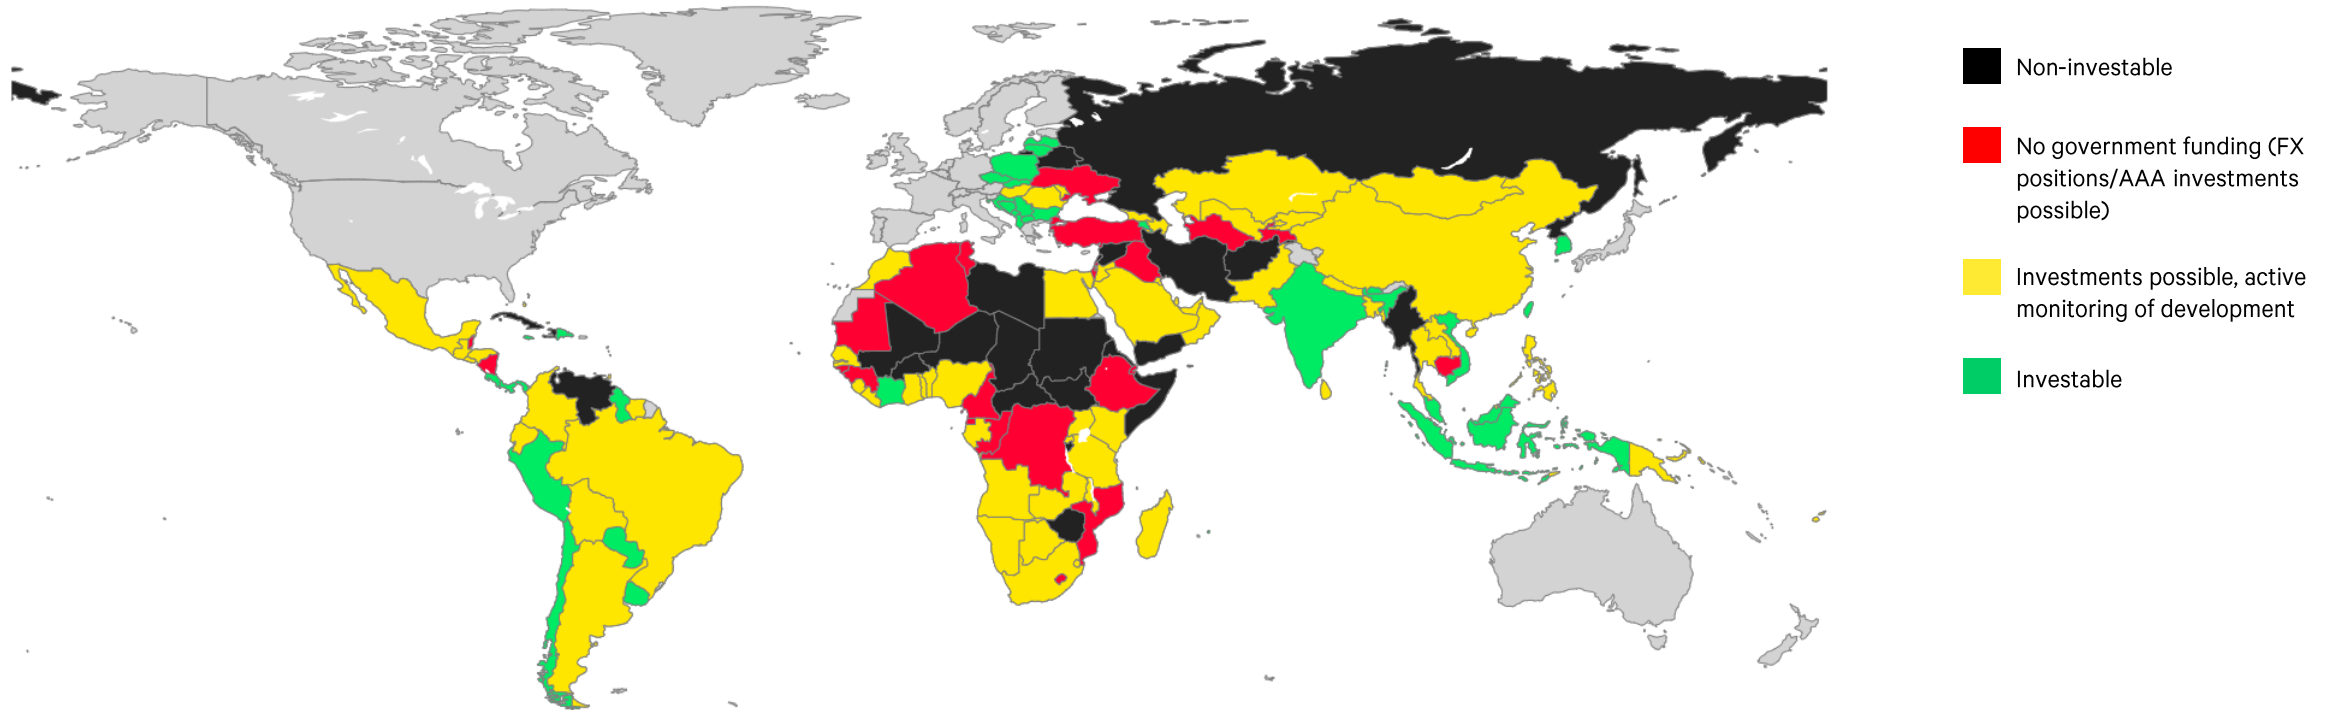 Non-investable
No government funding (FX
positions/AAA investments
possible)
Investments possible, active
monitoring of development
Investable